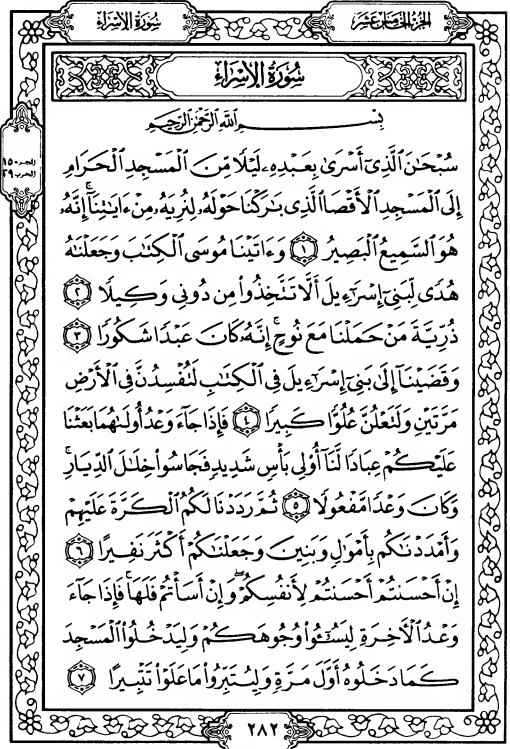 الجزء الخامس عشر
سورة الإسراء
سورة الإسراء
الجزء ١٥
الحزب ٢٩
بسم الله الرحمن الرحيم
سُبْحَٰنَ ٱلَّذِىٓ أَسْرَىٰ بِعَبْدِهِۦ لَيْلًا مِّنَ ٱلْمَسْجِدِ ٱلْحَرَامِ
إِلَى ٱلْمَسْجِدِ ٱلْأَقْصَا ٱلَّذِى بَٰرَكْنَا حَوْلَهُۥ لِنُرِيَهُۥ مِنْ ءَايَٰتِنَآ ۚ إِنَّهُۥ
هُوَ ٱلسَّمِيعُ ٱلْبَصِيرُ ١ وَءَاتَيْنَا مُوسَى ٱلْكِتَٰبَ وَجَعَلْنَٰهُ
هُدًى لِّبَنِىٓ إِسْرَٰٓءِيلَ أَلَّا تَتَّخِذُوا۟ مِن دُونِى وَكِيلًا ٢
ذُرِّيَّةَ مَنْ حَمَلْنَا مَعَ نُوحٍ ۚ إِنَّهُۥ كَانَ عَبْدًا شَكُورًا ٣
وَقَضَيْنَآ إِلَىٰ بَنِىٓ إِسْرَٰٓءِيلَ فِى ٱلْكِتَٰبِ لَتُفْسِدُنَّ فِى ٱلْأَرْضِ
مَرَّتَيْنِ وَلَتَعْلُنَّ عُلُوًّا كَبِيرًا ٤ فَإِذَا جَآءَ وَعْدُ أُولَىٰهُمَا بَعَثْنَا
عَلَيْكُمْ عِبَادًا لَّنَآ أُو۟لِى بَأْسٍ شَدِيدٍ فَجَاسُوا۟ خِلَٰلَ ٱلدِّيَارِ ۚ
وَكَانَ وَعْدًا مَّفْعُولًا ٥ ثُمَّ رَدَدْنَا لَكُمُ ٱلْكَرَّةَ عَلَيْهِمْ
وَأَمْدَدْنَٰكُم بِأَمْوَٰلٍ وَبَنِينَ وَجَعَلْنَٰكُمْ أَكْثَرَ نَفِيرًا ٦
إِنْ أَحْسَنتُمْ أَحْسَنتُمْ لِأَنفُسِكُمْ ۖ وَإِنْ أَسَأْتُمْ فَلَهَا ۚ فَإِذَا جَآءَ
وَعْدُ ٱلْءَاخِرَةِ لِيَسُۥٓـُٔوا۟ وُجُوهَكُمْ وَلِيَدْخُلُوا۟ ٱلْمَسْجِدَ
كَمَا دَخَلُوهُ أَوَّلَ مَرَّةٍ وَلِيُتَبِّرُوا۟ مَا عَلَوْا۟ تَتْبِيرًا ٧
٢٨٢